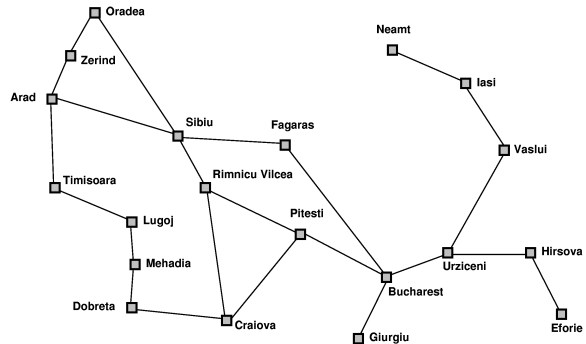 Oradea
Neamt
Zerind
Iasi
Arad
Sibiu
Fagaras
Vaslui
Timisoara
Rimnicu Vilcea
Lugoj
Pitesti
Mehadia
Hirsova
Urziceni
Bucharest
Dobreta
Craiova
Eforie
Giurgiu